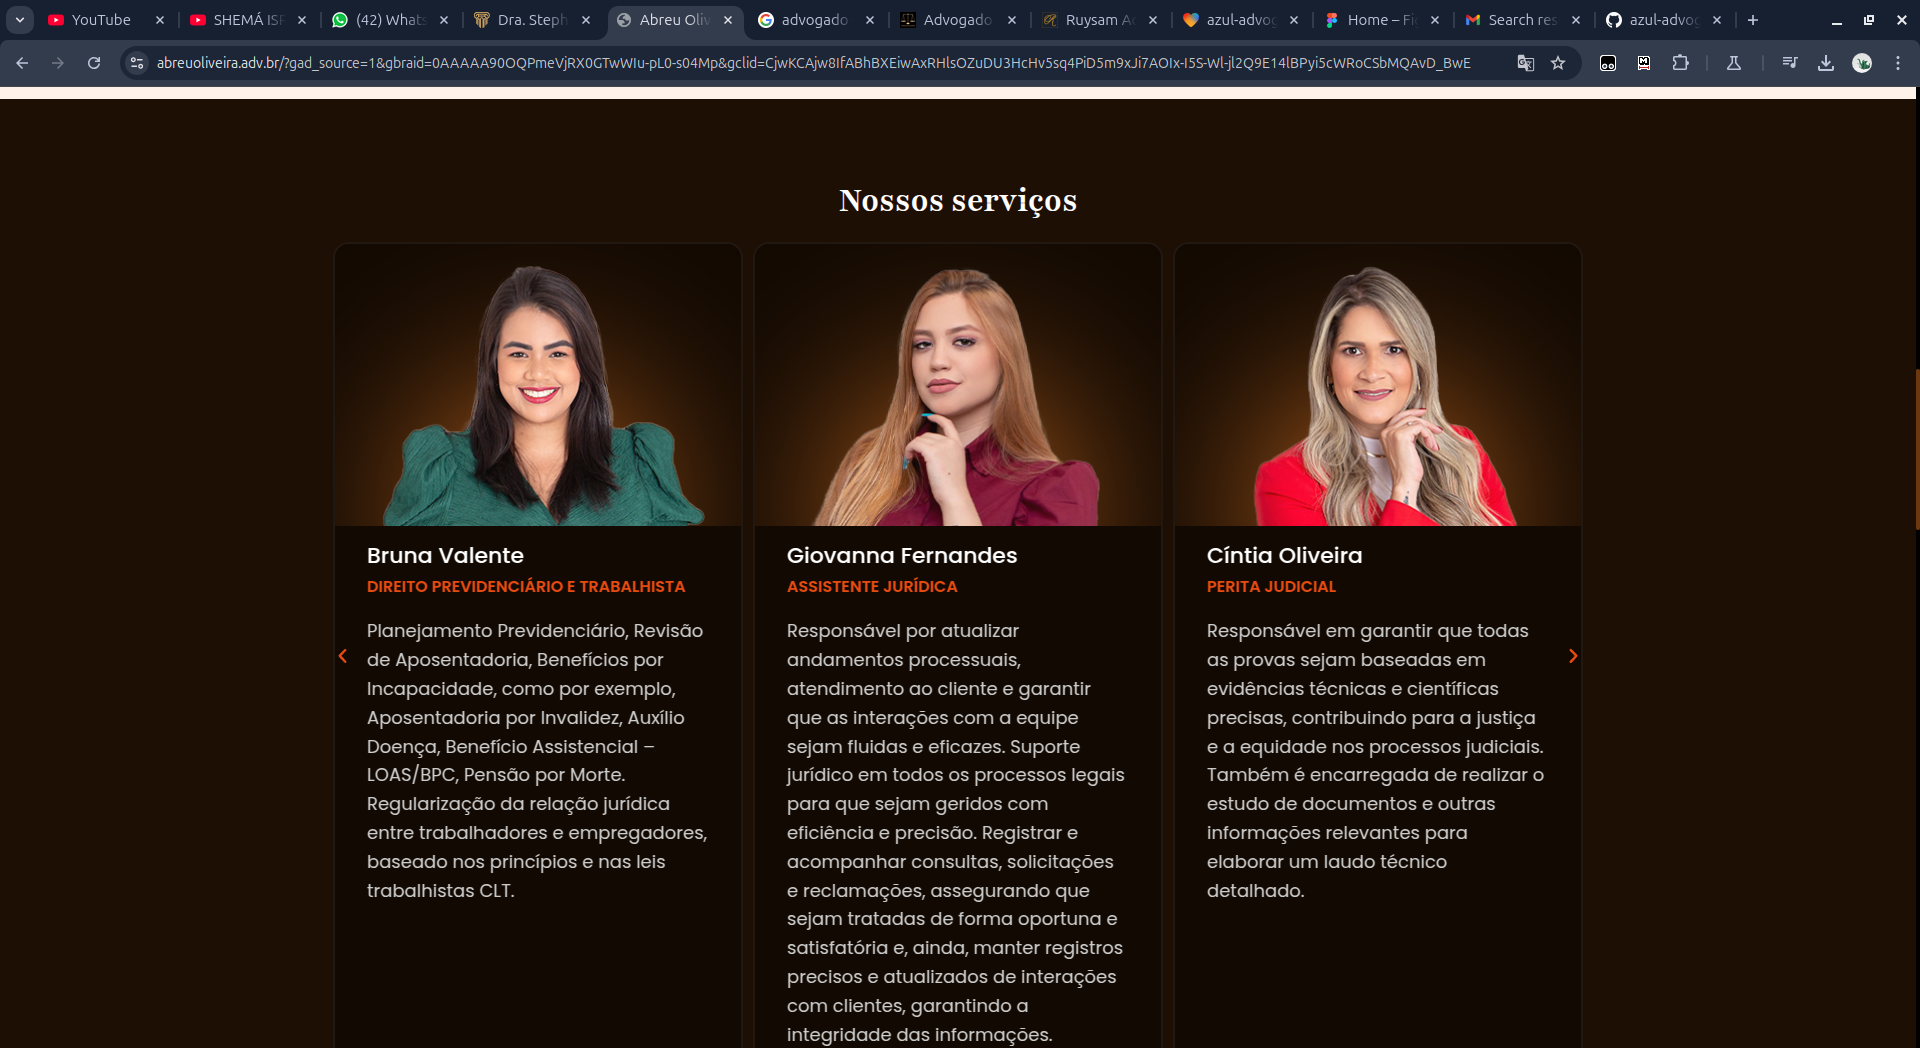 YouTube
SHEMÁ ISR
(42) Whats
Dra. Steph
Abreu Oliv
advogado
Advogado
Ruysam Ad
azul-advog
Home – Fig
Search res
azul-advog
abreuoliveira.adv.br/?gad_source=1&gbraid=0AAAAA90OQPmeVjRX0GTwWIu-pL0-s04Mp&gclid=CjwKCAjw8IfABhBXEiwAxRHlsOZuDU3HcHv5sq4PiD5m9xJi7AOIx-I5S-Wl-jl2Q9E14lBPyi5cWRoCSbMQAvD_BwE
Nossos serviços
Bruna Valente
DIREITO PREVIDENCIÁRIO E TRABALHISTA
Planejamento Previdenciário, Revisão
de Aposentadoria, Benefícios por
Incapacidade, como por exemplo,
Aposentadoria por Invalidez, Auxílio
Doença, Benefício Assistencial –
LOAS/BPC, Pensão por Morte.
Regularização da relação jurídica
entre trabalhadores e empregadores,
baseado nos princípios e nas leis
trabalhistas CLT.
Giovanna Fernandes
ASSISTENTE JURÍDICA
Responsável por atualizar
andamentos processuais,
atendimento ao cliente e garantir
que as interações com a equipe
sejam fluidas e eficazes. Suporte
jurídico em todos os processos legais
para que sejam geridos com
eficiência e precisão. Registrar e
acompanhar consultas, solicitações
e reclamações, assegurando que
sejam tratadas de forma oportuna e
satisfatória e, ainda, manter registros
precisos e atualizados de interações
com clientes, garantindo a
integridade das informações.
Cíntia Oliveira
PERITA JUDICIAL
Responsável em garantir que todas
as provas sejam baseadas em
evidências técnicas e científicas
precisas, contribuindo para a justiça
e a equidade nos processos judiciais.
Também é encarregada de realizar o
estudo de documentos e outras
informações relevantes para
elaborar um laudo técnico
detalhado.